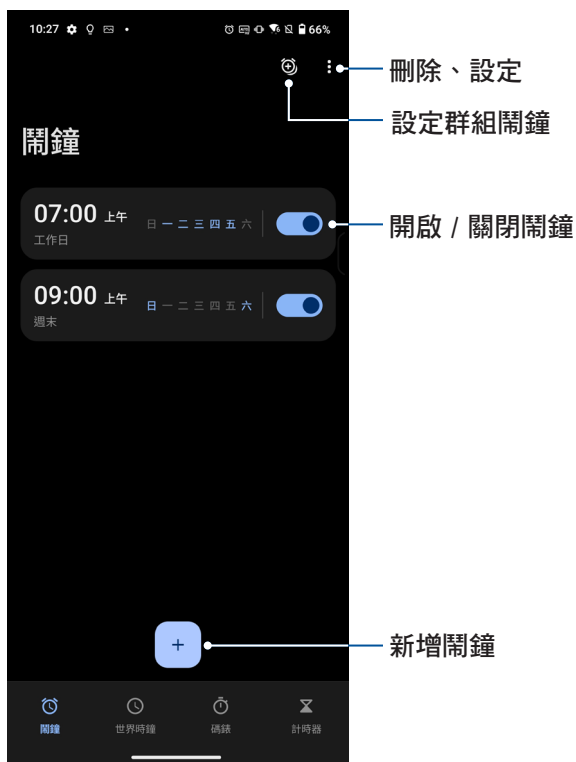 10:27 66%
刪除、設定
設定群組鬧鐘
鬧鐘
07:00 上午 日 一 二 三 四 五 六
工作日
開啟 / 關閉鬧鐘
09:00 上午 日 一 二 三 四 五 六
週末
+
新增鬧鐘
鬧鐘 世界時鐘 碼錶 計時器